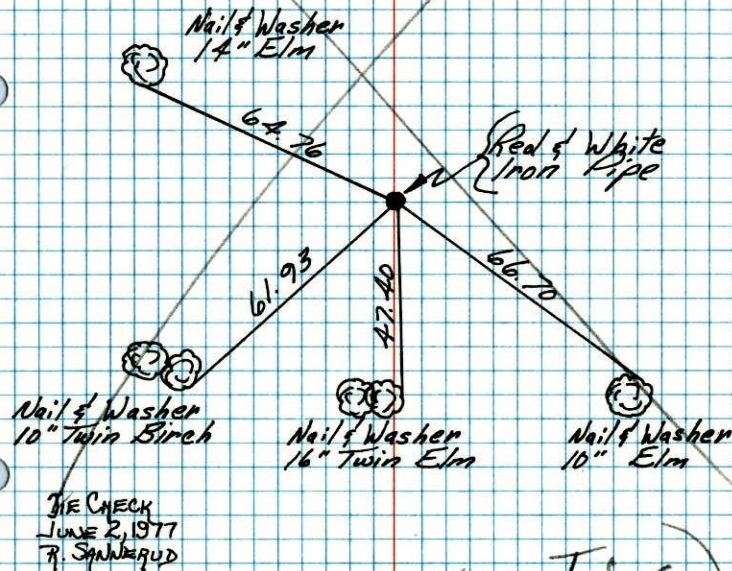 Nail & Washer
14" Elm
64.76
Red & White
Iron Pipe
61.93
47.40
66.70
Nail & Washer
10" Twin Birch
Nail & Washer
16" Twin Elm
Nail & Washer
10" Elm
TIE CHECK
JUNE 2, 1977
R. SANNERUD